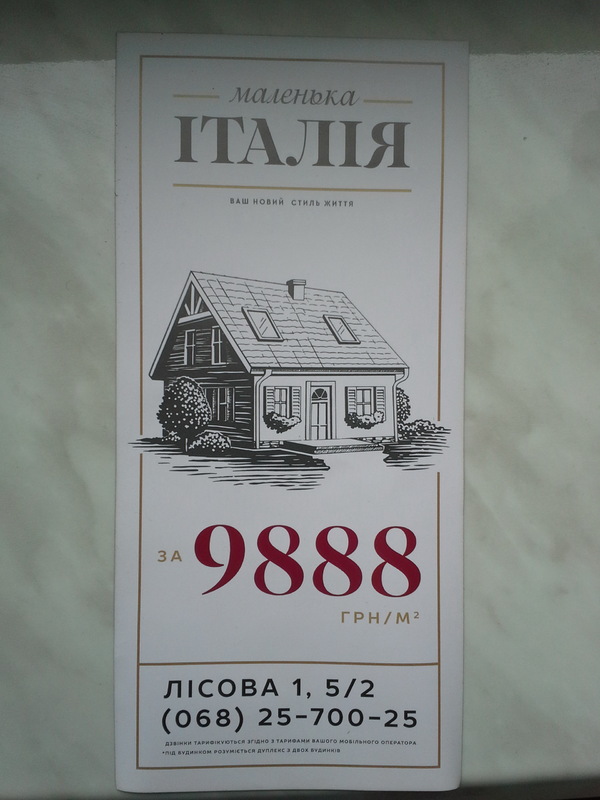 маленька
ІТАЛІЯ
ВАШ НОВИЙ СТИЛЬ ЖИТТЯ
ЗА 9888
ГРН/М²
ЛІСОВА 1, 5/2
(068) 25-700-25
ДЗВІНКИ ТАРИФІКУЮТЬСЯ ЗГІДНО З ТАРИФАМИ ВАШОГО МОБІЛЬНОГО ОПЕРАТОРА
*ПІД БУДИНКОМ РОЗУМІЄТЬСЯ ДУПЛЕКС З ДВОХ БУДИНКІВ